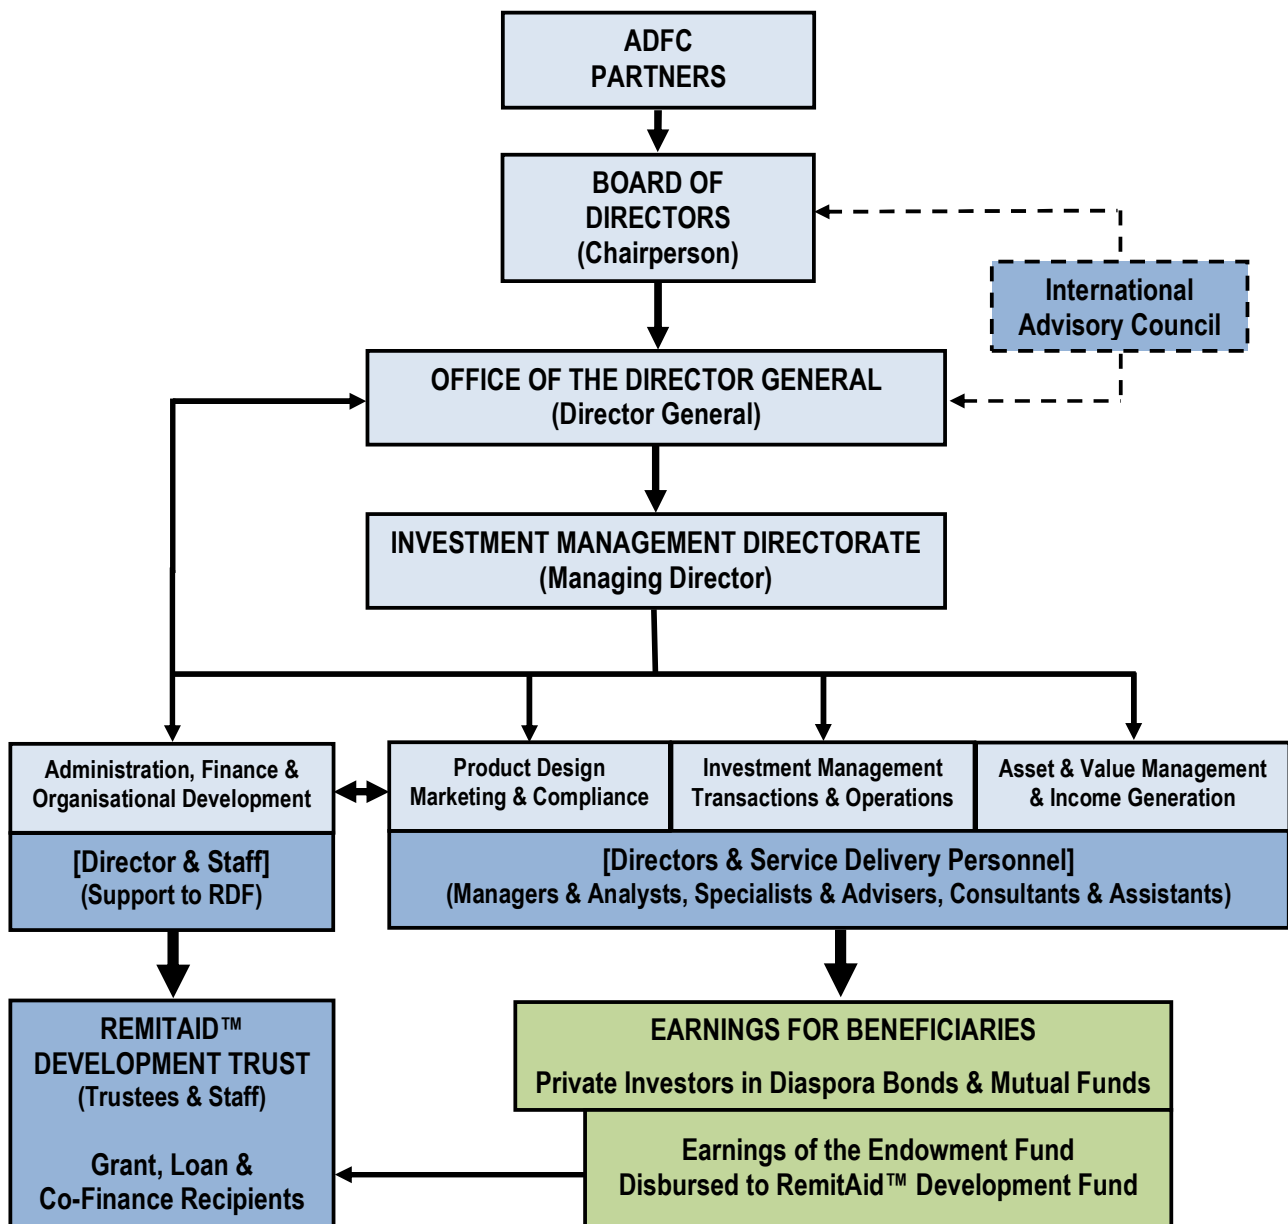 ADFC
PARTNERS
BOARD OF
DIRECTORS
(Chairperson)
International
Advisory Council
OFFICE OF THE DIRECTOR GENERAL
(Director General)
INVESTMENT MANAGEMENT DIRECTORATE
(Managing Director)
Administration, Finance &
Organisational Development
Product Design
Marketing & Compliance
Investment Management
Transactions & Operations
Asset & Value Management
& Income Generation
[Director & Staff]
(Support to RDF)
[Directors & Service Delivery Personnel]
(Managers & Analysts, Specialists & Advisers, Consultants & Assistants)
REMITAID™
DEVELOPMENT TRUST
(Trustees & Staff)
Grant, Loan &
Co-Finance Recipients
EARNINGS FOR BENEFICIARIES
Private Investors in Diaspora Bonds & Mutual Funds
Earnings of the Endowment Fund
Disbursed to RemitAid™ Development Fund